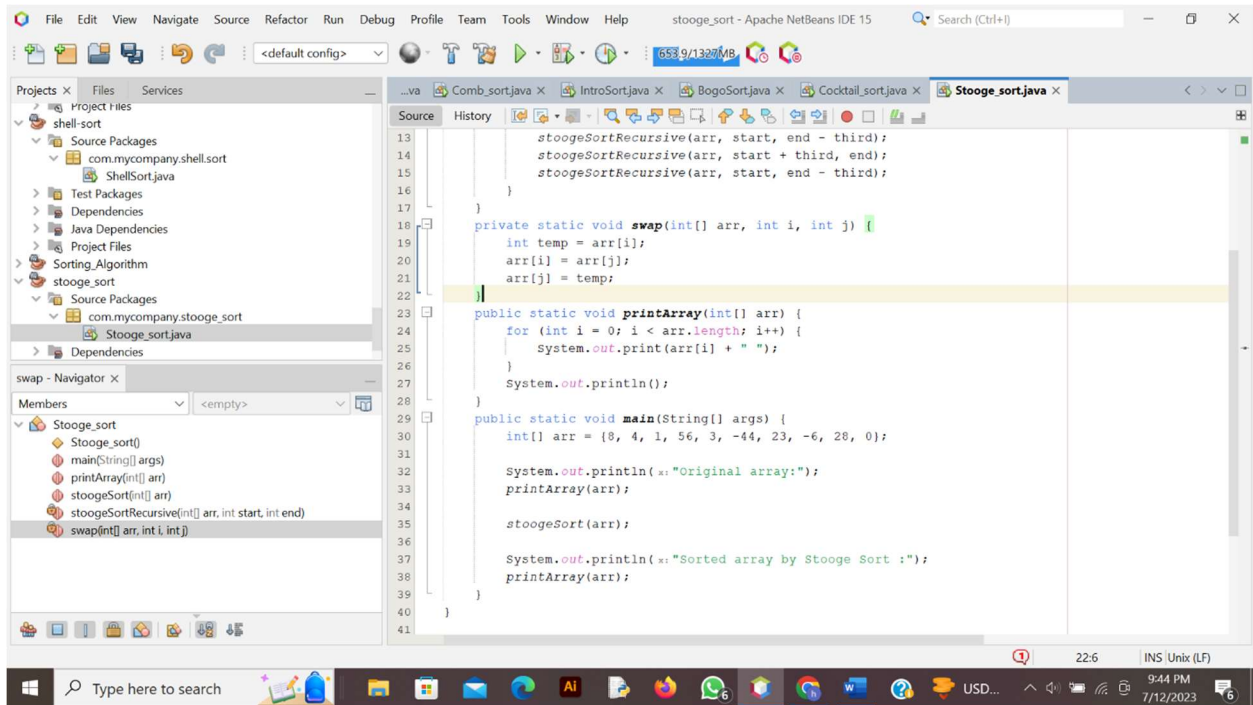 File Edit View Navigate Source Refactor Run Debug Profile Team Tools Window Help stooge_sort - Apache NetBeans IDE 15 Search (Ctrl+I)
<default config> 653,9/1327MB
Projects Files Services
Project Files
shell-sort
Source Packages
com.mycompany.shell.sort
ShellSort.java
Test Packages
Dependencies
Java Dependencies
Project Files
Sorting_Algorithm
stooge_sort
Source Packages
com.mycompany.stooge_sort
Stooge_sort.java
Dependencies
swap - Navigator
Members <empty>
Stooge_sort
Stooge_sort()
main(String[] args)
printArray(int[] arr)
stoogeSort(int[] arr)
stoogeSortRecursive(int[] arr, int start, int end)
swap(int[] arr, int i, int j)
...va Comb_sort.java IntroSort.java BogoSort.java Cocktail_sort.java Stooge_sort.java
Source History
13 stoogeSortRecursive(arr, start, end - third);
14 stoogeSortRecursive(arr, start + third, end);
15 stoogeSortRecursive(arr, start, end - third);
16 }
17 }
18 private static void swap(int[] arr, int i, int j) {
19 int temp = arr[i];
20 arr[i] = arr[j];
21 arr[j] = temp;
22 }
23 public static void printArray(int[] arr) {
24 for (int i = 0; i < arr.length; i++) {
25 System.out.print(arr[i] + " ");
26 }
27 System.out.println();
28 }
29 public static void main(String[] args) {
30 int[] arr = {8, 4, 1, 56, 3, -44, 23, -6, 28, 0};
31
32 System.out.println(x: "Original array:");
33 printArray(arr);
34
35 stoogeSort(arr);
36
37 System.out.println(x: "Sorted array by Stooge Sort :");
38 printArray(arr);
39 }
40 }
41
1 22:6 INS Unix (LF)
Type here to search Ai 6 USD... 9:44 PM
7/12/2023 6